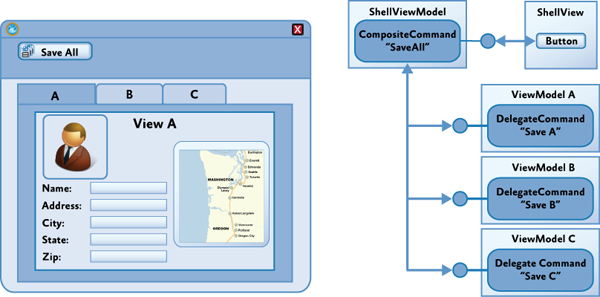 Save All
A
B
C
View A
Name:
Address:
City:
State:
Zip:
WASHINGTON
OREGON
ShellViewModel
CompositeCommand
"SaveAll"
ShellView
Button
ViewModel A
DelegateCommand
"Save A"
ViewModel B
DelegateCommand
"Save B"
ViewModel C
Delegate Command
"Save C"